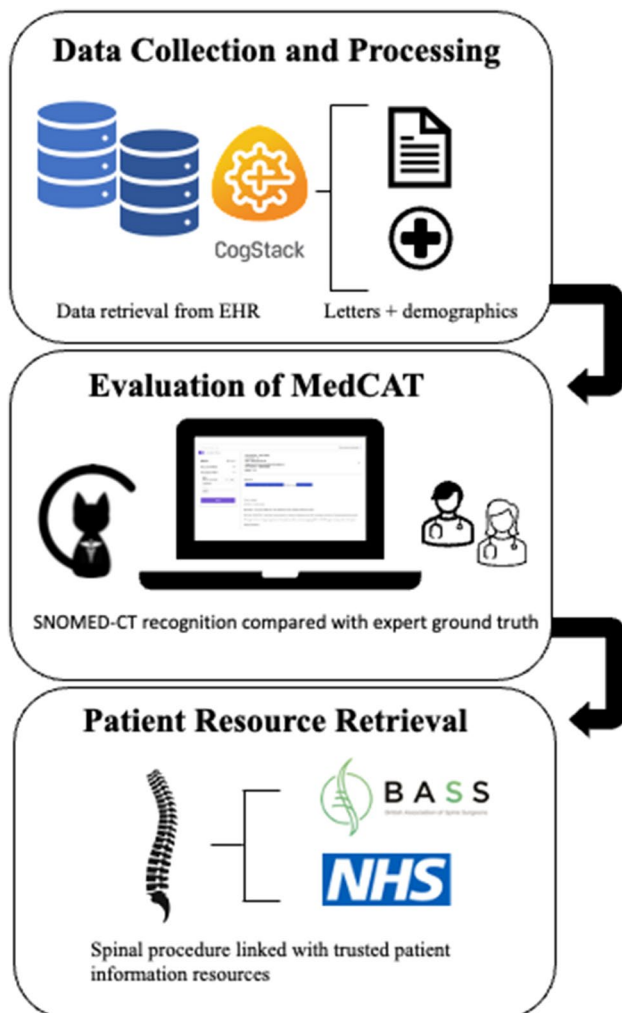 Data Collection and Processing
CogStack
Data retrieval from EHR
Letters + demographics
Evaluation of MedCAT
SNOMED-CT recognition compared with expert ground truth
Patient Resource Retrieval
BASS
British Association of Spine Surgeons
NHS
Spinal procedure linked with trusted patient
information resources